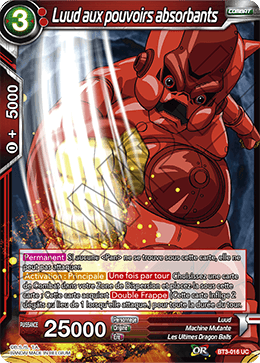 3
Luud aux pouvoirs absorbants
COMBAT
+ 5000
Permanent Si aucune «Pan» ne se trouve sous cette carte, elle ne
peut pas attaquer.
Activation : Principale Une fois par tour Choisissez une carte
de Combat dans votre Zone de Dispersion et placez-la sous cette
carte : Cette carte acquiert Double Frappe (Cette carte inflige 2
dégâts au lieu de 1 lorsqu'elle attaque,) pour toute la durée du tour.
PUISSANCE
25000
Personnage
Luud
Origine
Machine Mutante
Les Ultimes Dragon Balls
BT3-016 UC